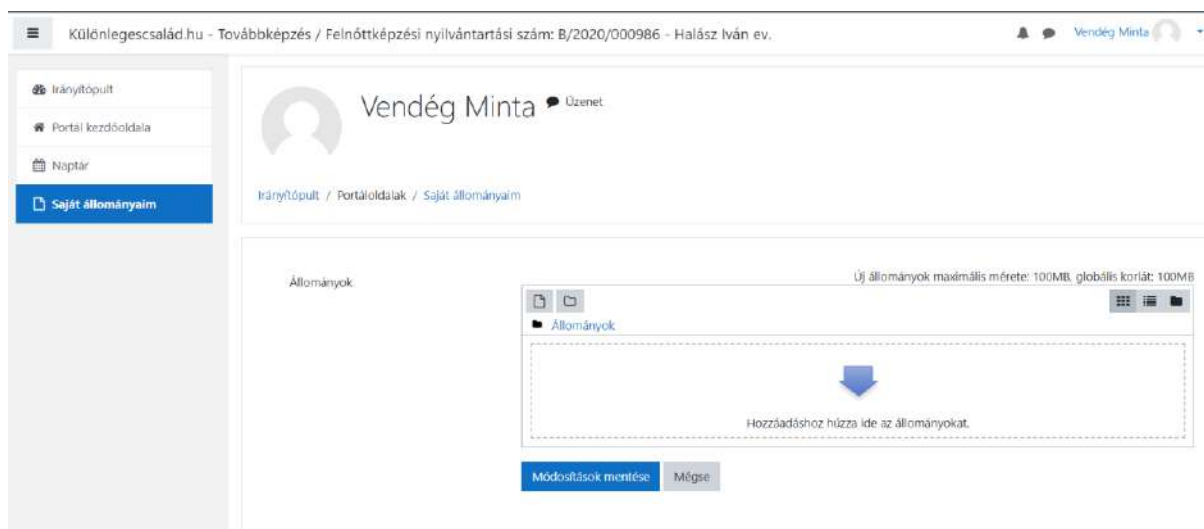 Különlegescsalád.hu - Továbbképzés / Felnőttképzési nyilvántartási szám: B/2020/000986 - Halász Iván ev.
Vendég Minta
Irányítópult
Portál kezdőoldala
Naptár
Saját állományaim
Vendég Minta Üzenet
Irányítópult / Portáloldalak / Saját állományaim
Állományok
Új állományok maximális mérete: 100MB, globális korlát: 100MB
Állományok
Hozzáadáshoz húzza ide az állományokat.
Módosítások mentése Mégse